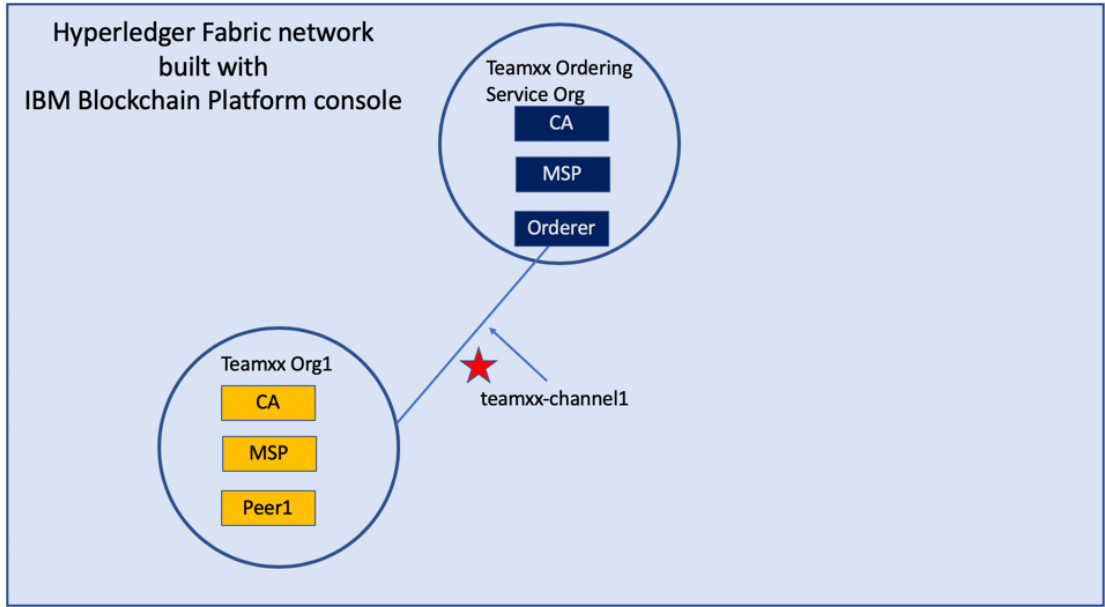 Hyperledger Fabric network
built with
IBM Blockchain Platform console
Teamxx Ordering
Service Org
CA
MSP
Orderer
teamxx-channel1
Teamxx Org1
CA
MSP
Peer1